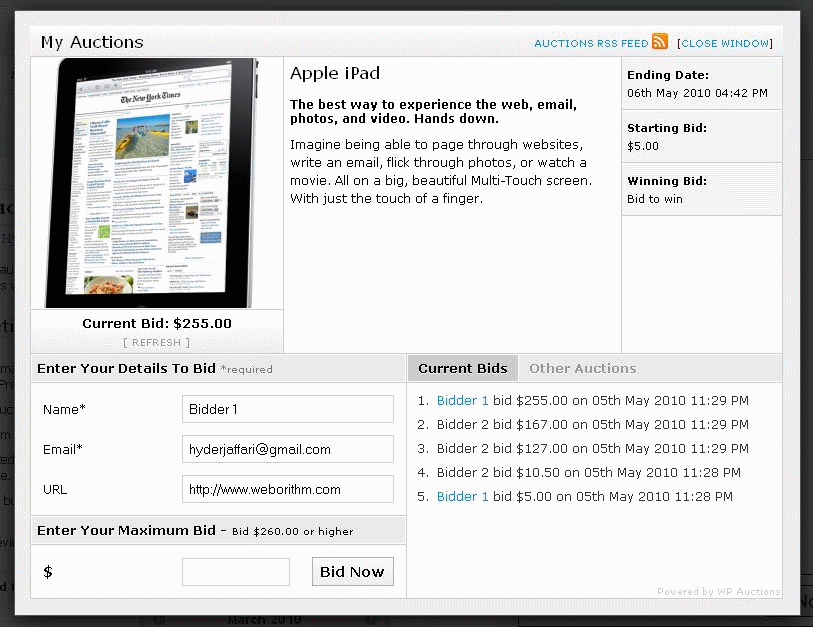 My Auctions
AUCTIONS RSS FEED [CLOSE WINDOW]
The New York Times
Apple iPad
The best way to experience the web, email,
photos, and video. Hands down.
Imagine being able to page through websites,
write an email, flick through photos, or watch a
movie. All on a big, beautiful Multi-Touch screen.
With just the touch of a finger.
Ending Date:
06th May 2010 04:42 PM
Starting Bid:
$5.00
Winning Bid:
Bid to win
Current Bid: $255.00
[ REFRESH ]
Enter Your Details To Bid *required
Name* Bidder 1
Email* hyderjaffari@gmail.com
URL http://www.weborithm.com
Enter Your Maximum Bid - Bid $260.00 or higher
$ Bid Now
Current Bids Other Auctions
1. Bidder 1 bid $255.00 on 05th May 2010 11:29 PM
2. Bidder 2 bid $167.00 on 05th May 2010 11:29 PM
3. Bidder 2 bid $127.00 on 05th May 2010 11:29 PM
4. Bidder 2 bid $10.50 on 05th May 2010 11:28 PM
5. Bidder 1 bid $5.00 on 05th May 2010 11:28 PM
Powered by WP Auctions
March 2010